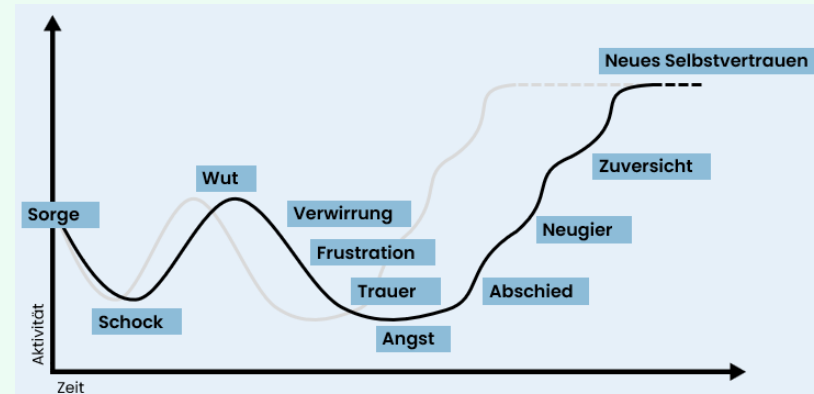 Neues Selbstvertrauen
Zuversicht
Wut
Verwirrung
Sorge
Neugier
Frustration
Trauer
Abschied
Schock
Angst
Aktivität
Zeit